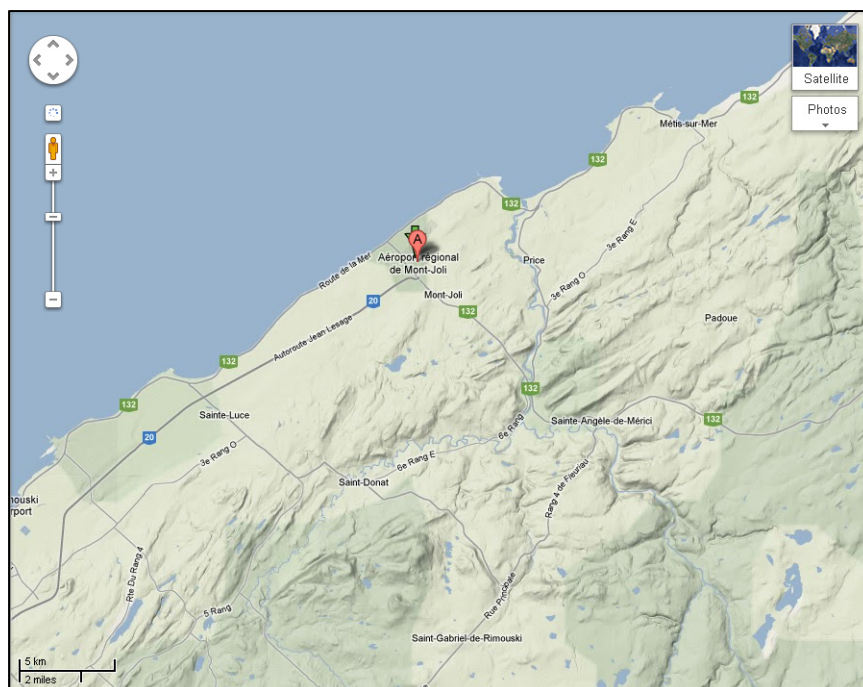 Satellite
Photos
132
Métis-sur-Mer
132
132
3e Rang E
A
Aéroport régional
de Mont-Joli
Route de la Mer
Price
3e Rang O
Mont-Joli
20
132
Padoue
Autoroute Jean Lesage
132
132
132
Sainte-Luce
Sainte-Angèle-de-Mérici
132
6e Rang
20
3e Rang O
6e Rang E
Saint-Donat
Rang 4 de Fleuriau
mouski
rport
Rte Du Rang 4
Rue Principale
5 Rang
Saint-Gabriel-de-Rimouski
5 km
2 miles